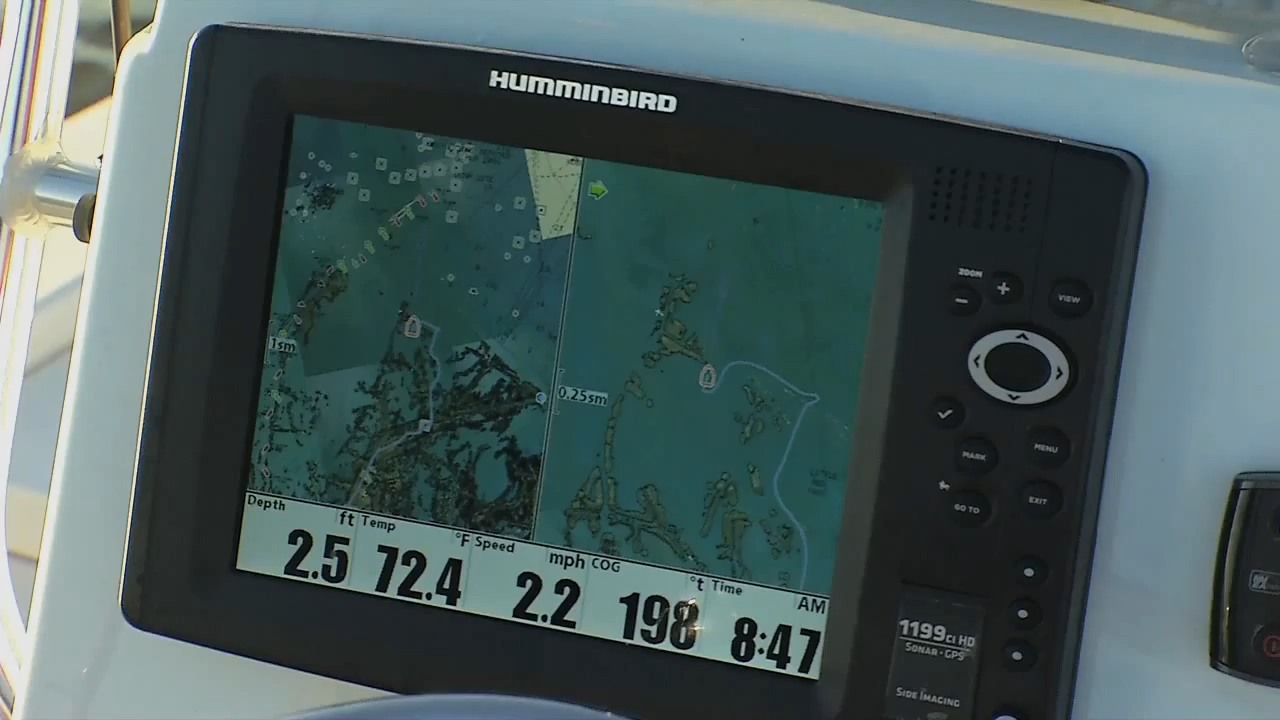 HUMMINBIRD
ZOOM
+
−
VIEW
1sm
0.25sm
MENU
MARK
EXIT
GO TO
Depth ft Temp °F Speed mph COG °t Time AM
2.5 72.4 2.2 198 8:47
1199CI HD
SONAR·GPS
SIDE IMAGING